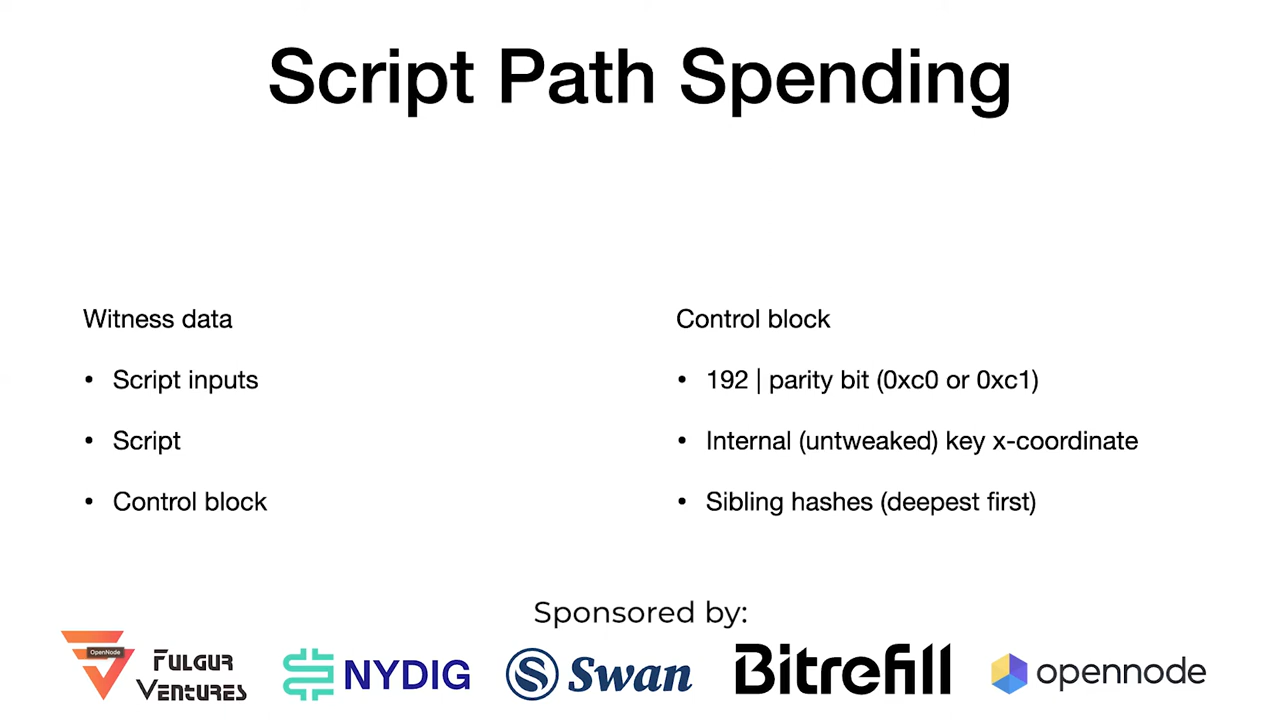 Script Path Spending
Witness data
• Script inputs
• Script
• Control block
Control block
• 192 | parity bit (0xc0 or 0xc1)
• Internal (untweaked) key x-coordinate
• Sibling hashes (deepest first)
Sponsored by:
OpenNode
Fulgur
Ventures
NYDIG
Swan
Bitrefill
opennode